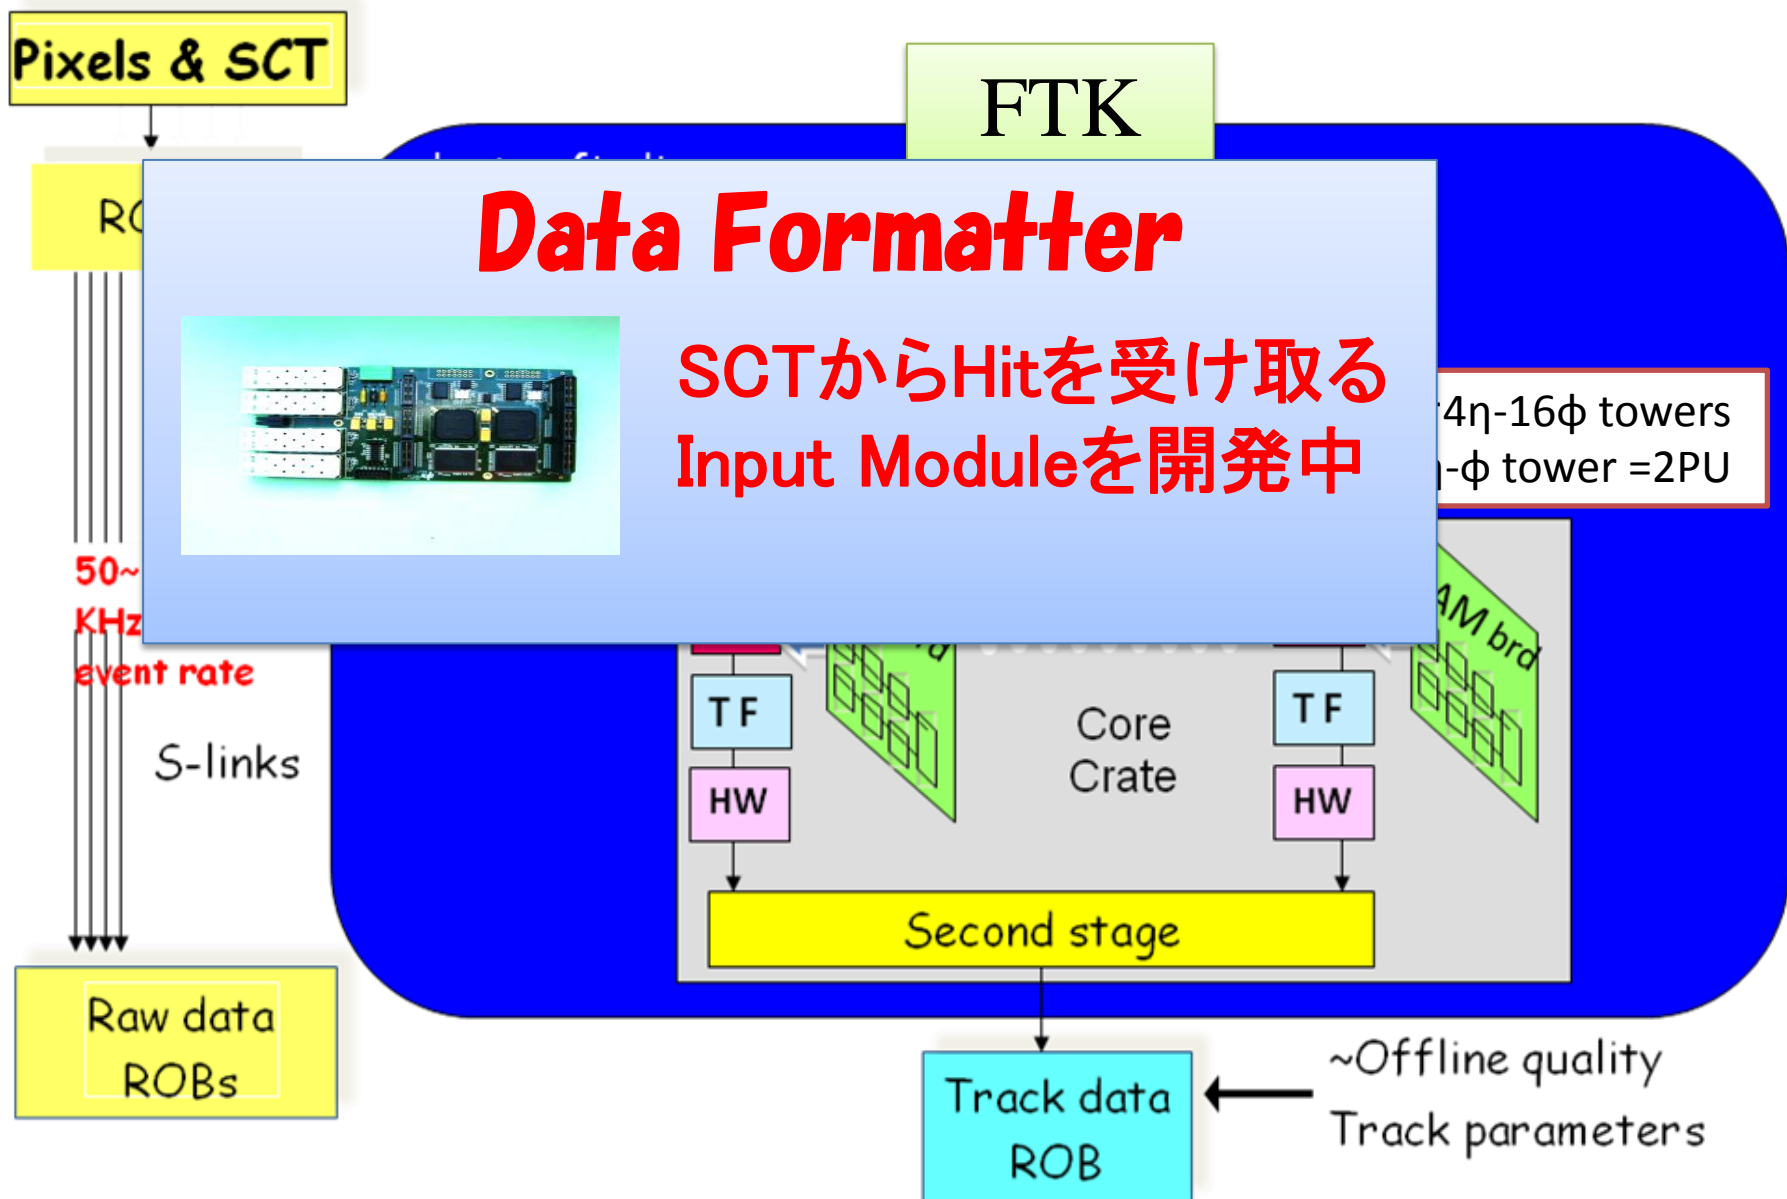 Pixels & SCT
FTK
Data Formatter
SCTからHitを受け取る
Input Moduleを開発中
4η-16φ towers
-φ tower =2PU
50~
KHz
event rate
S-links
AM brd
TF
TF
Core
Crate
HW
HW
Second stage
Raw data
ROBs
Track data
ROB
~Offline quality
Track parameters